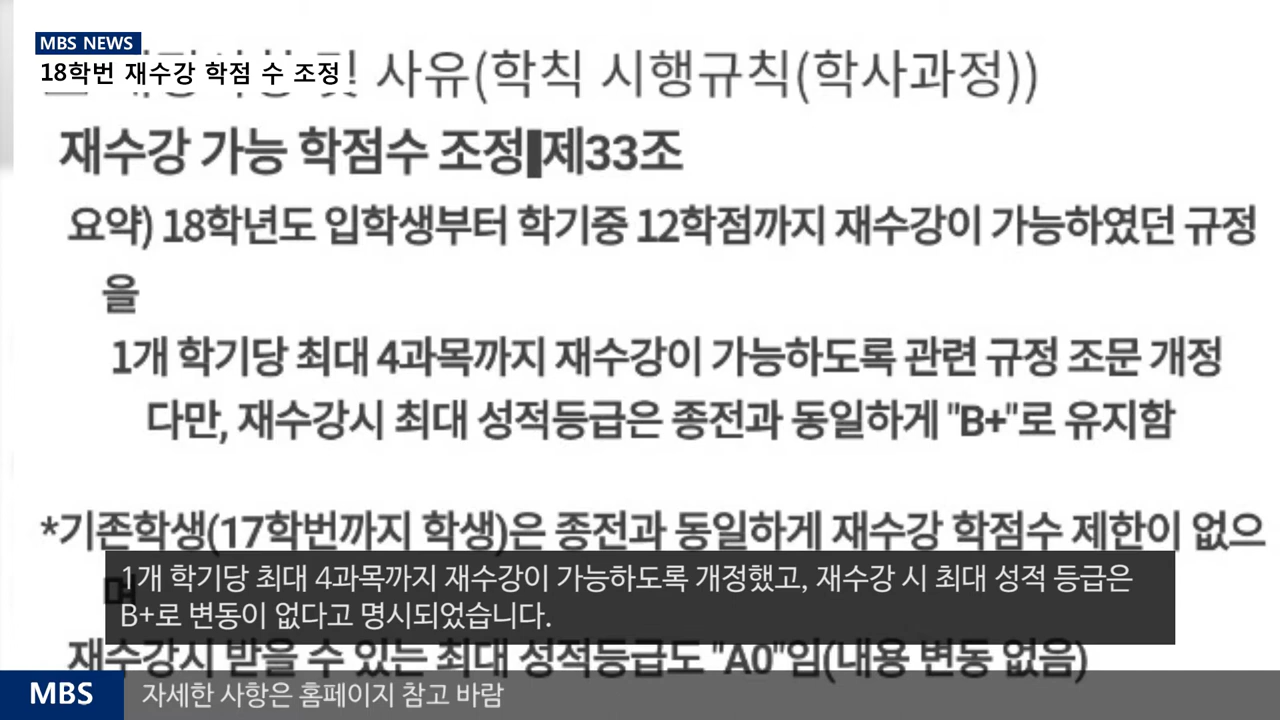 MBS NEWS
18학번 재수강 학점 수 조정
사유(학칙 시행규칙(학사과정))
재수강 가능 학점수 조정 제33조
요약) 18학년도 입학생부터 학기중 12학점까지 재수강이 가능하였던 규정
을
1개 학기당 최대 4과목까지 재수강이 가능하도록 관련 규정 조문 개정
다만, 재수강시 최대 성적등급은 종전과 동일하게 "B+"로 유지함
*기존학생(17학번까지 학생)은 종전과 동일하게 재수강 학점수 제한이 없으
며
1개 학기당 최대 4과목까지 재수강이 가능하도록 개정했고, 재수강 시 최대 성적 등급은
B+로 변동이 없다고 명시되었습니다.
재수강시 받을 수 있는 최대 성적등급도 "A0"임(내용 변동 없음)
MBS 자세한 사항은 홈페이지 참고 바람